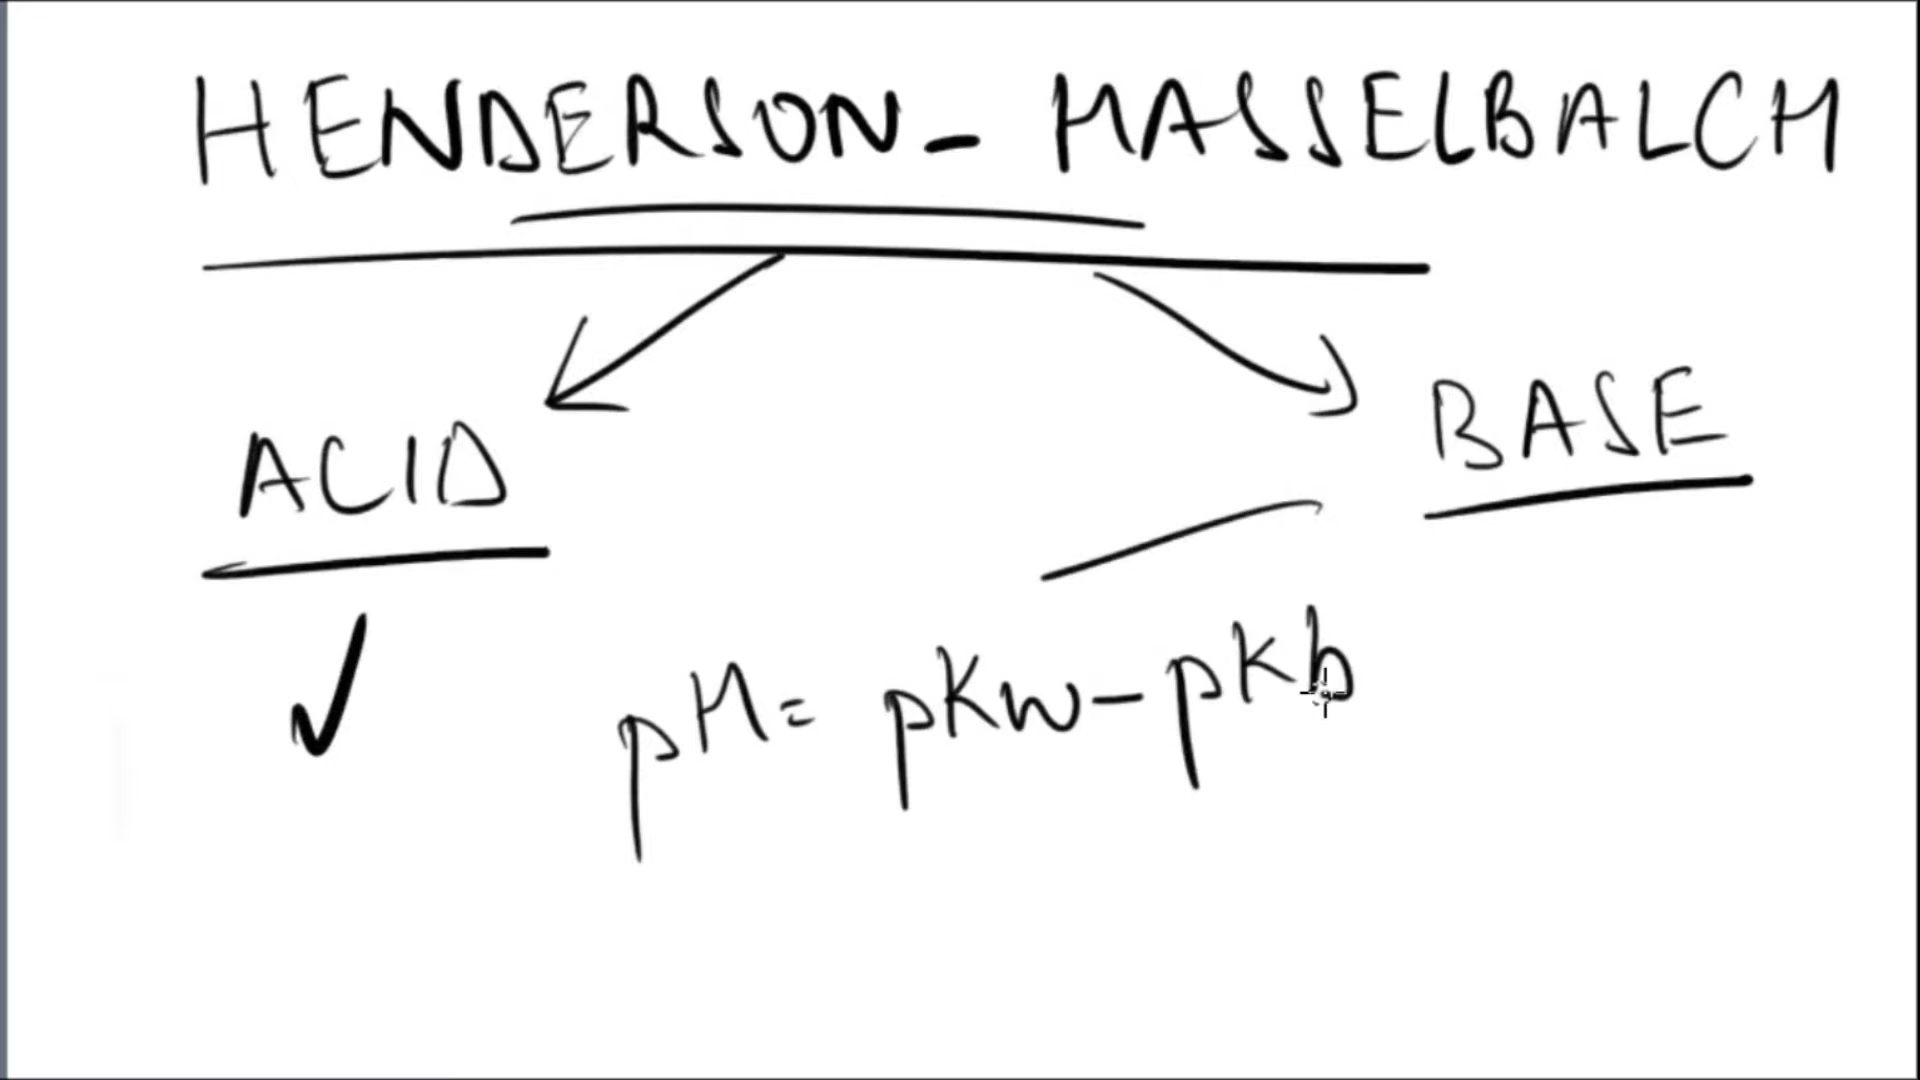 HENDERSON - HASSELBALCH
ACID
BASE
pH = pKw - pKb